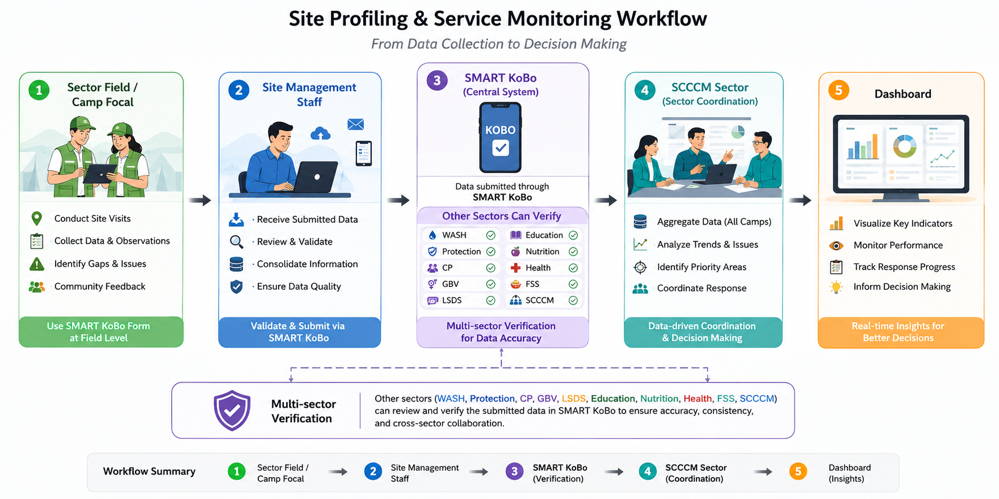 Site Profiling & Service Monitoring Workflow
From Data Collection to Decision Making
1
Sector Field /
Camp Focal
Conduct Site Visits
Collect Data & Observations
Identify Gaps & Issues
Community Feedback
Use SMART KoBo Form
at Field Level
2
Site Management
Staff
· Receive Submitted Data
· Review & Validate
· Consolidate Information
· Ensure Data Quality
Validate & Submit via
SMART KoBo
3
SMART KoBo
(Central System)
KOBO
Data submitted through
SMART KoBo
Other Sectors Can Verify
WASH
Education
Protection
Nutrition
CP
Health
GBV
FSS
LSDS
SCCCM
Multi-sector Verification
for Data Accuracy
4
SCCCM Sector
(Sector Coordination)
Aggregate Data (All Camps)
Analyze Trends & Issues
Identify Priority Areas
Coordinate Response
Data-driven Coordination
& Decision Making
5
Dashboard
Visualize Key Indicators
Monitor Performance
Track Response Progress
Inform Decision Making
Real-time Insights for
Better Decisions
Multi-sector
Verification
Other sectors (WASH, Protection, CP, GBV, LSDS, Education, Nutrition, Health, FSS, SCCCM)
can review and verify the submitted data in SMART KoBo to ensure accuracy, consistency,
and cross-sector collaboration.
Workflow Summary
1
Sector Field /
Camp Focal
2
Site Management
Staff
3
SMART KoBo
(Verification)
4
SCCCM Sector
(Coordination)
5
Dashboard
(Insights)